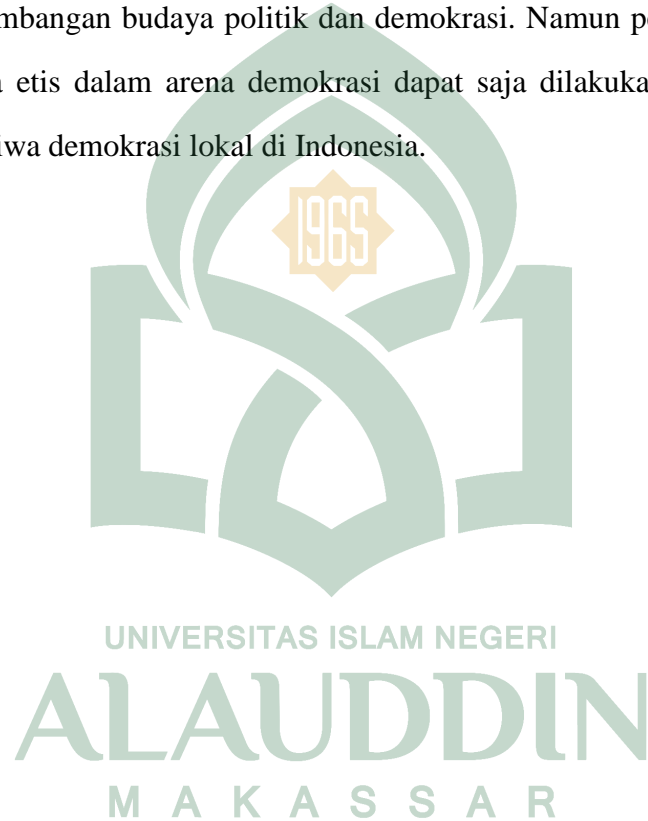 mbangan budaya politik dan demokrasi. Namun p
etis dalam arena demokrasi dapat saja dilakuka
iwa demokrasi lokal di Indonesia.
1965
UNIVERSITAS ISLAM NEGERI
ALAUDDIN
MAKASSAR